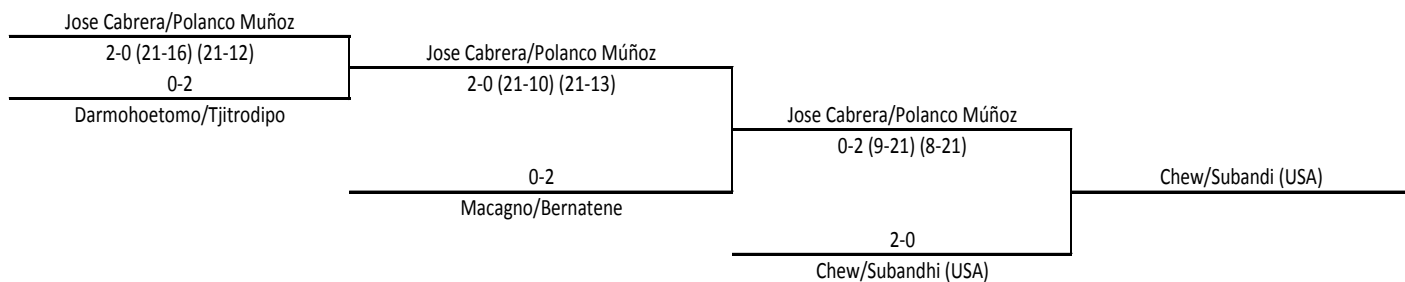 Jose Cabrera/Polanco Muñoz
2-0 (21-16) (21-12)
0-2
Darmohoetomo/Tjitrodipo
Jose Cabrera/Polanco Múñoz
2-0 (21-10) (21-13)
0-2
Macagno/Bernatene
Jose Cabrera/Polanco Múñoz
0-2 (9-21) (8-21)
2-0
Chew/Subandhi (USA)
Chew/Subandi (USA)